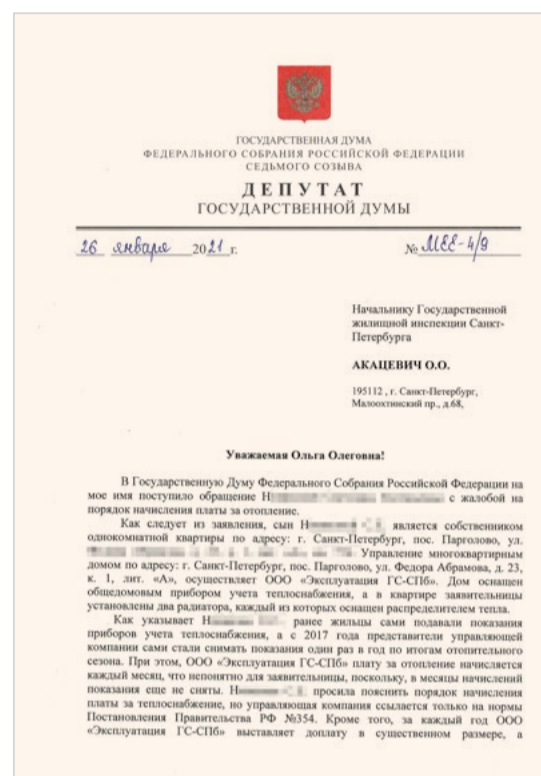 ГОСУДАРСТВЕННАЯ ДУМА
ФЕДЕРАЛЬНОГО СОБРАНИЯ РОССИЙСКОЙ ФЕДЕРАЦИИ
СЕДЬМОГО СОЗЫВА
ДЕПУТАТ
ГОСУДАРСТВЕННОЙ ДУМЫ
26 января 2021 г. № МЕЕ-4/9
Начальнику Государственной
жилищной инспекции Санкт-
Петербурга
АКАЦЕВИЧ О.О.
195112 , г. Санкт-Петербург,
Малоохтинский пр., д.68,
Уважаемая Ольга Олеговна!
В Государственную Думу Федерального Собрания Российской Федерации на
мое имя поступило обращение Н с жалобой на
порядок начисления платы за отопление.
Как следует из заявления, сын Н является собственником
однокомнатной квартиры по адресу: г. Санкт-Петербург, пос. Парголово, ул.
Управление многоквартирным
домом по адресу: г. Санкт-Петербург, пос. Парголово, ул. Федора Абрамова, д. 23,
к. 1, лит. «А», осуществляет ООО «Эксплуатация ГС-СПб». Дом оснащен
общедомовым прибором учета теплоснабжения, а в квартире заявительницы
установлены два радиатора, каждый из которых оснащен распределителем тепла.
Как указывает Н ранее жильцы сами подавали показания
приборов учета теплоснабжения, а с 2017 года представители управляющей
компании сами стали снимать показания один раз в год по итогам отопительного
сезона. При этом, ООО «Эксплуатация ГС-СПб» плату за отопление начисляется
каждый месяц, что непонятно для заявительницы, поскольку, в месяцы начислений
показания еще не сняты. Н просила пояснить порядок начисления
платы за теплоснабжение, но управляющая компания ссылается только на нормы
Постановления Правительства РФ №354. Кроме того, за каждый год ООО
«Эксплуатация ГС-СПб» выставляет доплату в существенном размере, а